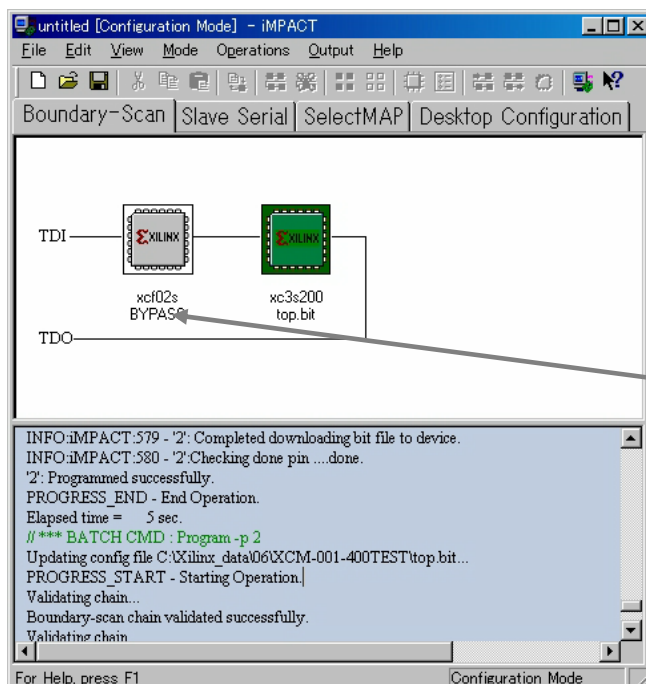 untitled [Configuration Mode] - iMPACT
File Edit View Mode Operations Output Help
Boundary-Scan Slave Serial SelectMAP Desktop Configuration
TDI
ΣXILINX ΣXILINX
xcf02s xc3s200
BYPASS top.bit
TDO
INFO:iMPACT:579 - '2': Completed downloading bit file to device.
INFO:iMPACT:580 - '2':Checking done pin ....done.
'2': Programmed successfully.
PROGRESS_END - End Operation.
Elapsed time = 5 sec.
// *** BATCH CMD : Program -p 2
Updating config file C:\Xilinx_data\06\XCM-001-400TEST\top.bit...
PROGRESS_START - Starting Operation.
Validating chain...
Boundary-scan chain validated successfully.
Validating chain
For Help, press F1 Configuration Mode